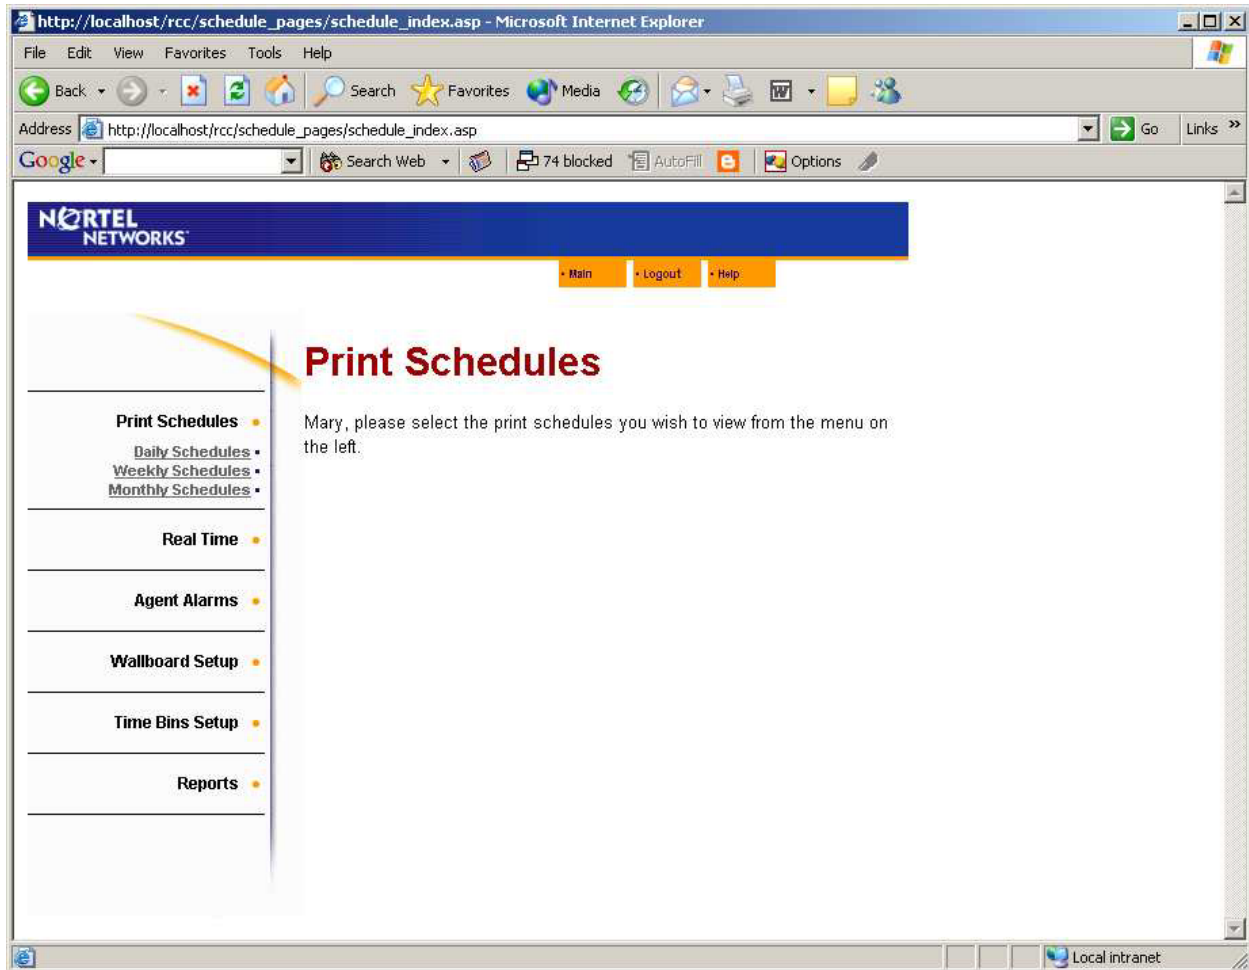 http://localhost/rcc/schedule_pages/schedule_index.asp - Microsoft Internet Explorer
File Edit View Favorites Tools Help
Back Search Favorites Media
Address http://localhost/rcc/schedule_pages/schedule_index.asp Go Links »
Google Search Web 74 blocked AutoFill Options
NORTEL
NETWORKS
• Main • Logout • Help
Print Schedules
Print Schedules •
Mary, please select the print schedules you wish to view from the menu on
the left.
Daily Schedules
Weekly Schedules
Monthly Schedules
Real Time
Agent Alarms
Wallboard Setup
Time Bins Setup
Reports
Local intranet